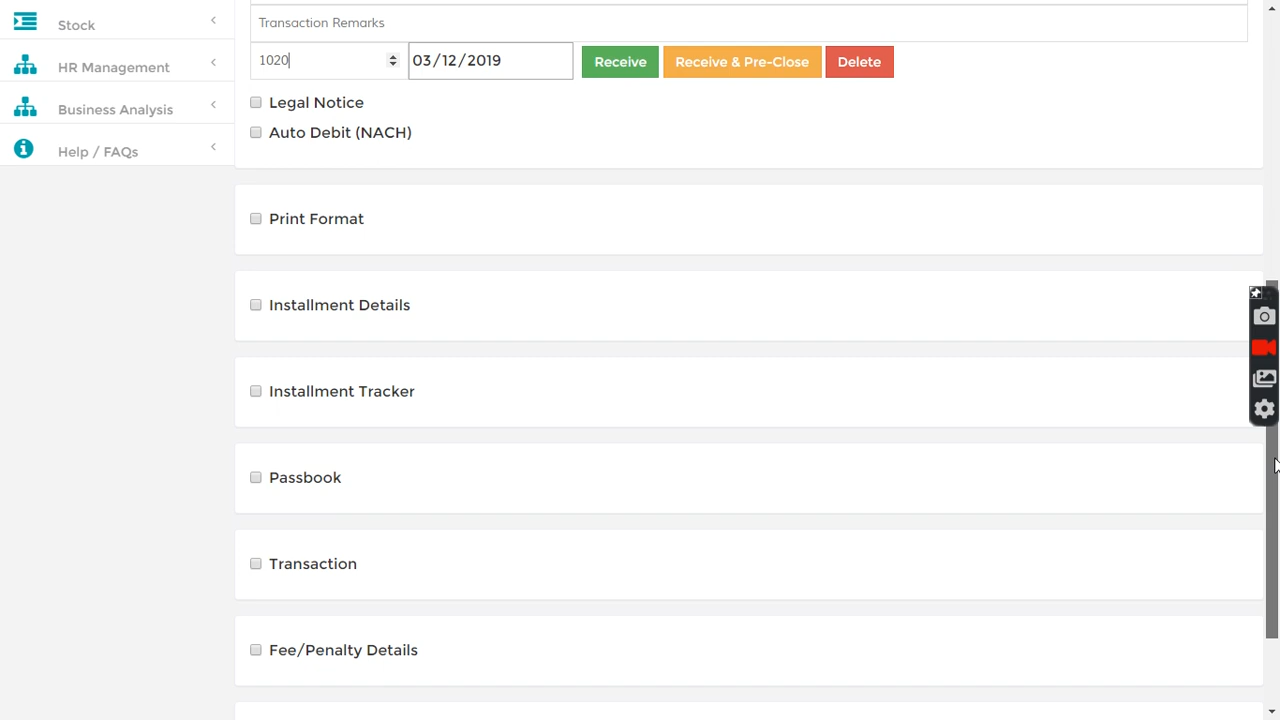 Stock
HR Management
Business Analysis
Help / FAQs
Transaction Remarks
1020 03/12/2019 Receive Receive & Pre-Close Delete
Legal Notice
Auto Debit (NACH)
Print Format
Installment Details
Installment Tracker
Passbook
Transaction
Fee/Penalty Details